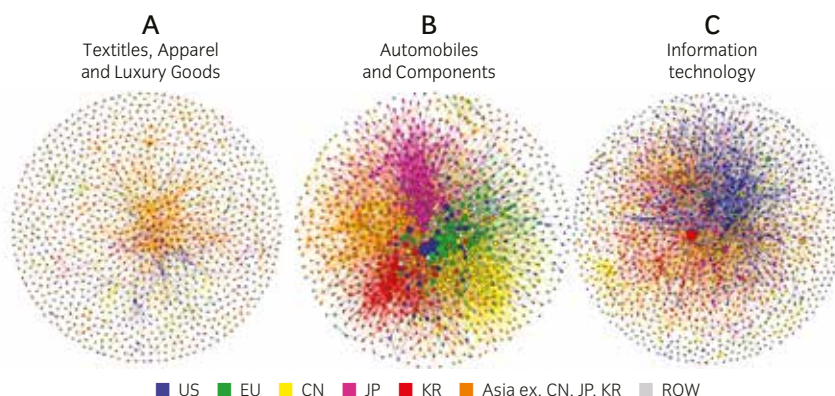 A
Textitles, Apparel
and Luxury Goods
B
Automobiles
and Components
C
Information
technology
US EU CN JP KR Asia ex. CN, JP, KR ROW